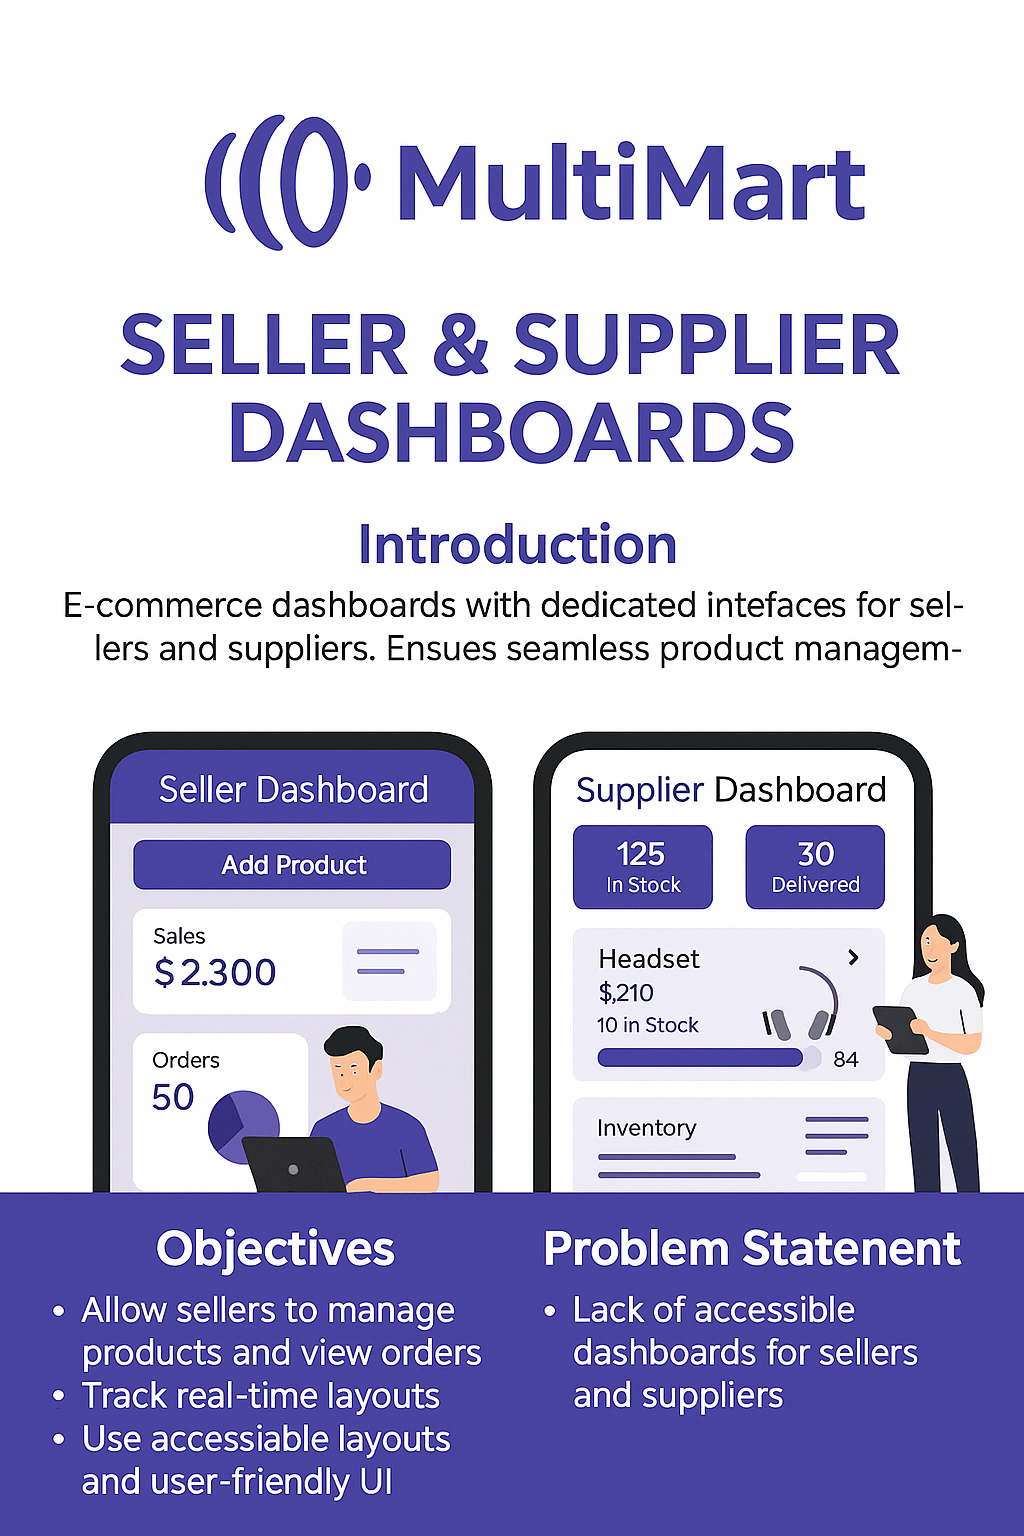 MultiMart
SELLER & SUPPLIER
DASHBOARDS
Introduction
E-commerce dashboards with dedicated intefaces for sel-
lers and suppliers. Ensues seamless product managem-
Seller Dashboard
Add Product
Sales
$2.300
Orders
50
Supplier Dashboard
125
In Stock
30
Delivered
Headset
$,210
10 in Stock
84
Inventory
Objectives
• Allow sellers to manage
products and view orders
• Track real-time layouts
• Use accessiable layouts
and user-friendly UI
Problem Statenent
• Lack of accessible
dashboards for sellers
and suppliers